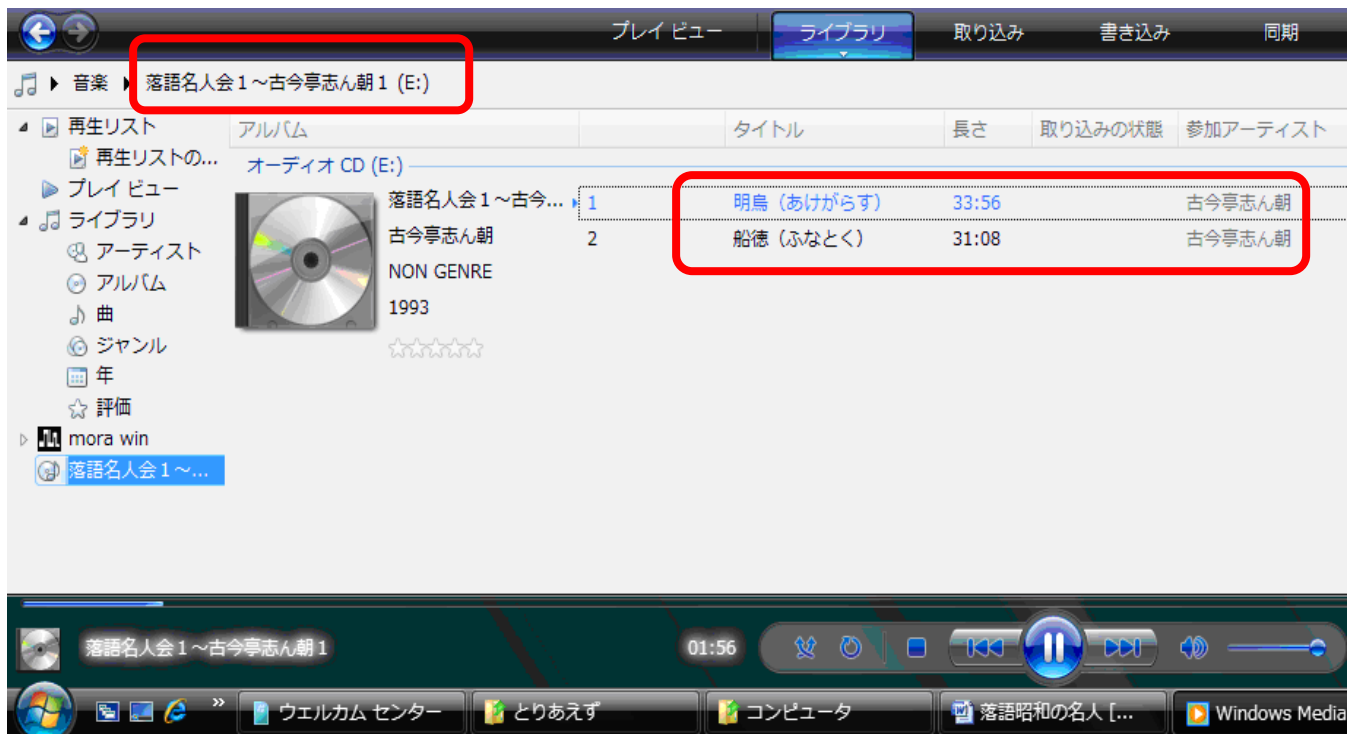 プレイ ビュー ライブラリ 取り込み 書き込み 同期
音楽 落語名人会1～古今亭志ん朝1 (E:)
再生リスト
再生リストの...
プレイ ビュー
ライブラリ
アーティスト
アルバム
曲
ジャンル
年
評価
mora win
落語名人会1～...
アルバム タイトル 長さ 取り込みの状態 参加アーティスト
オーディオ CD (E:)
落語名人会1～古今... 1 明烏（あけがらす） 33:56 古今亭志ん朝
古今亭志ん朝 2 船徳（ふなとく） 31:08 古今亭志ん朝
NON GENRE
1993
落語名人会1～古今亭志ん朝1 01:56
ウェルカム センター とりあえず コンピュータ 落語昭和の名人 [... Windows Media